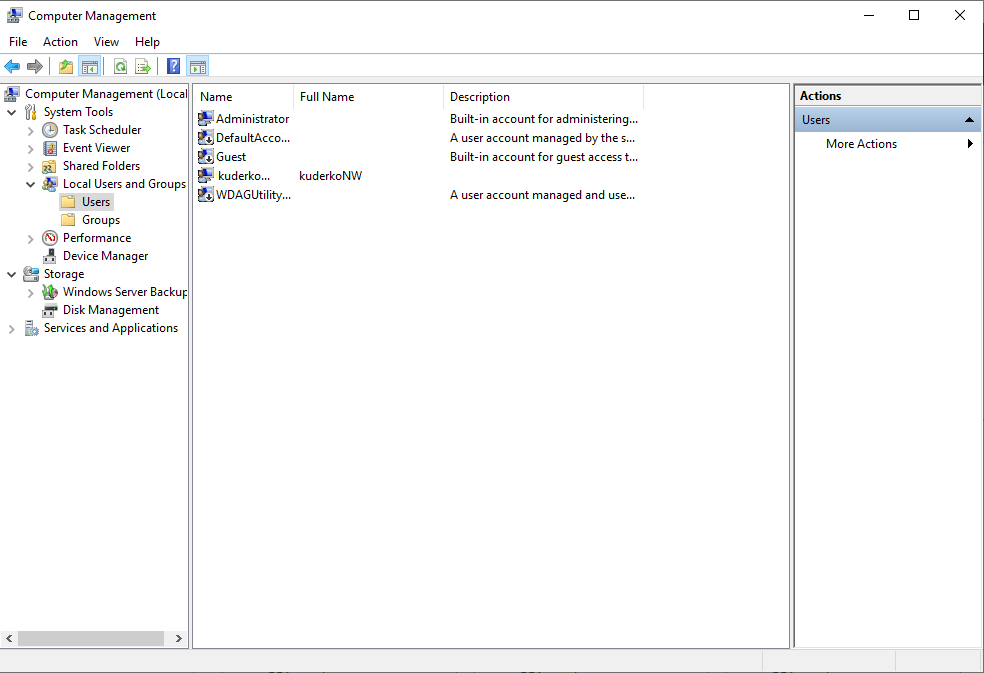 Computer Management
File Action View Help
Computer Management (Local
System Tools
Task Scheduler
Event Viewer
Shared Folders
Local Users and Groups
Users
Groups
Performance
Device Manager
Storage
Windows Server Backup
Disk Management
Services and Applications
Name Full Name Description
Administrator Built-in account for administering...
DefaultAcco... A user account managed by the s...
Guest Built-in account for guest access t...
kuderko... kuderkoNW
WDAGUtility... A user account managed and use...
Actions
Users
More Actions